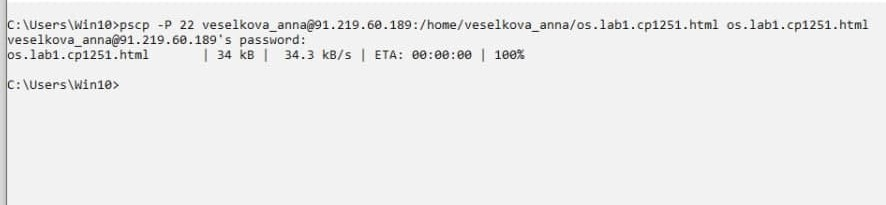 C:\Users\Win10>pscp -P 22 veselkova_anna@91.219.60.189:/home/veselkova_anna/os.lab1.cp1251.html os.lab1.cp1251.html
veselkova_anna@91.219.60.189's password:
os.lab1.cp1251.html       | 34 kB |  34.3 kB/s | ETA: 00:00:00 | 100%
C:\Users\Win10>